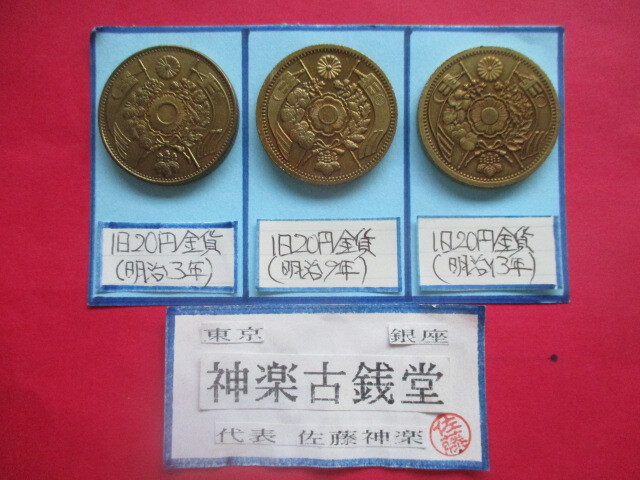 旧20円金貨
(明治3年)
旧20円金貨
(明治9年)
旧20円金貨
(明治13年)
東京 銀座
神楽古銭堂
代表 佐藤神楽
佐藤